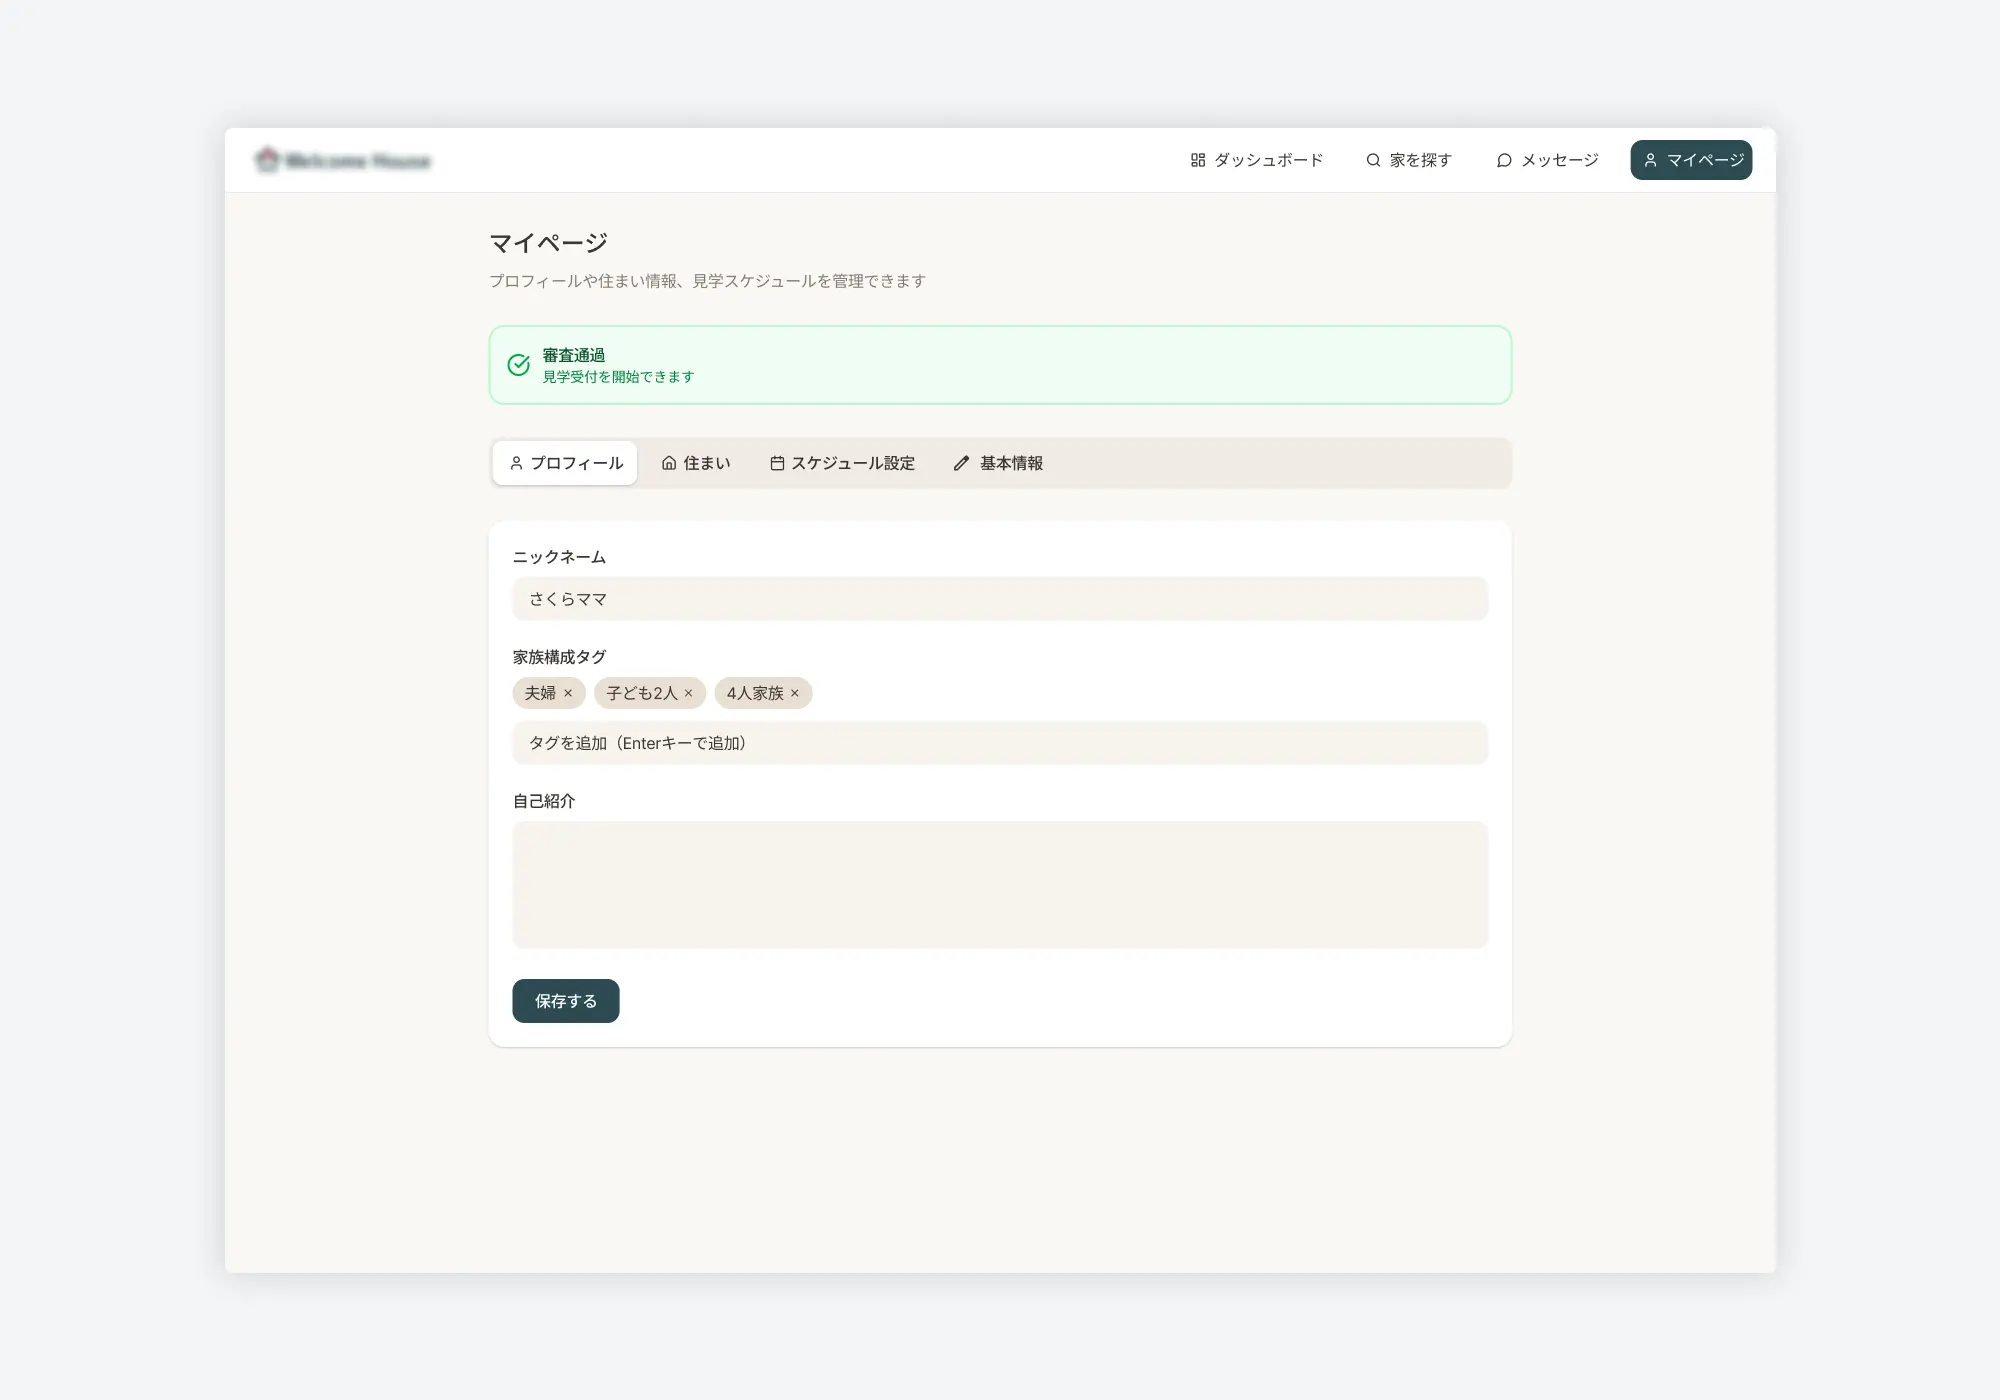 Welcome House
ダッシュボード
家を探す
メッセージ
マイページ
マイページ
プロフィールや住まい情報、見学スケジュールを管理できます
審査通過
見学受付を開始できます
プロフィール
住まい
スケジュール設定
基本情報
ニックネーム
さくらママ
家族構成タグ
夫婦 × 子ども2人 × 4人家族 ×
タグを追加（Enterキーで追加）
自己紹介
保存する